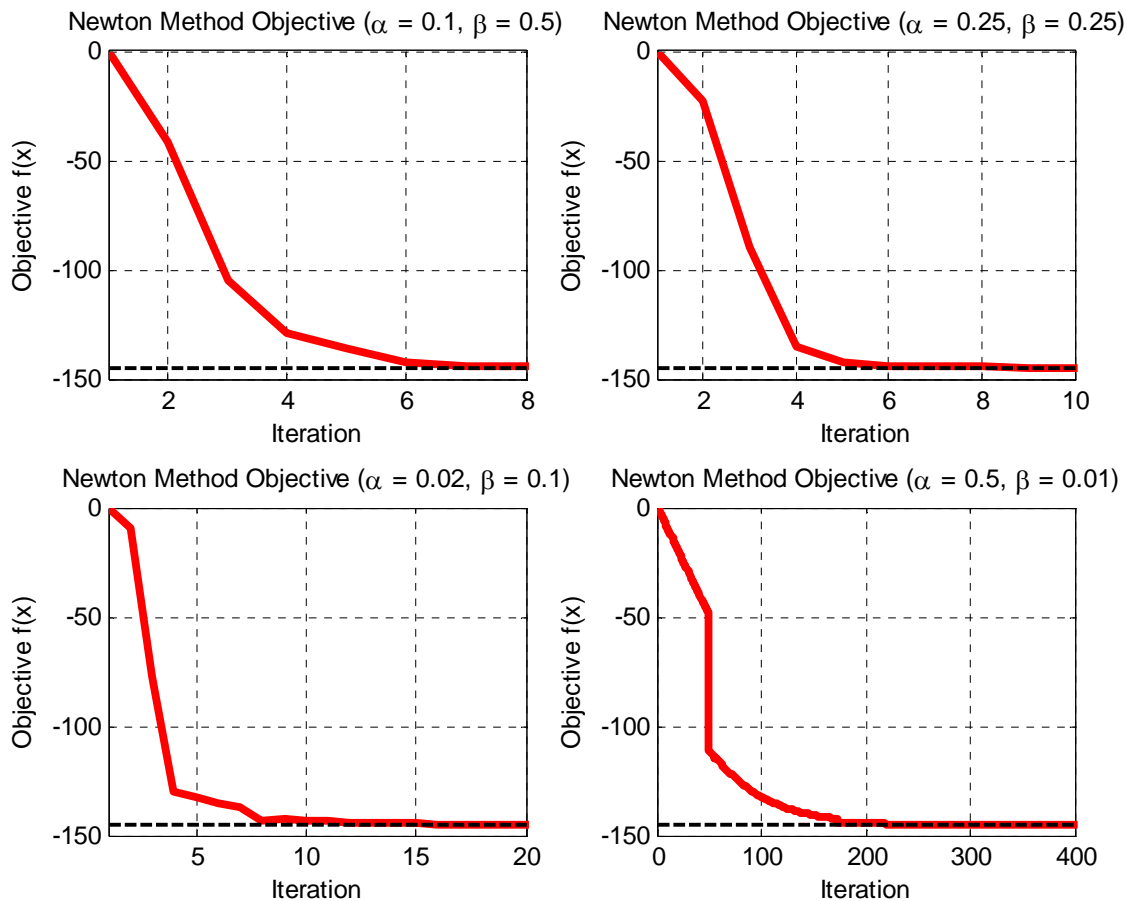 Newton Method Objective (α = 0.1, β = 0.5)
0
-50
-100
-150
Objective f(x)
2
4
6
8
Iteration
Newton Method Objective (α = 0.25, β = 0.25)
0
-50
-100
-150
Objective f(x)
2
4
6
8
10
Iteration
Newton Method Objective (α = 0.02, β = 0.1)
0
-50
-100
-150
Objective f(x)
5
10
15
20
Iteration
Newton Method Objective (α = 0.5, β = 0.01)
0
-50
-100
-150
Objective f(x)
0
100
200
300
400
Iteration